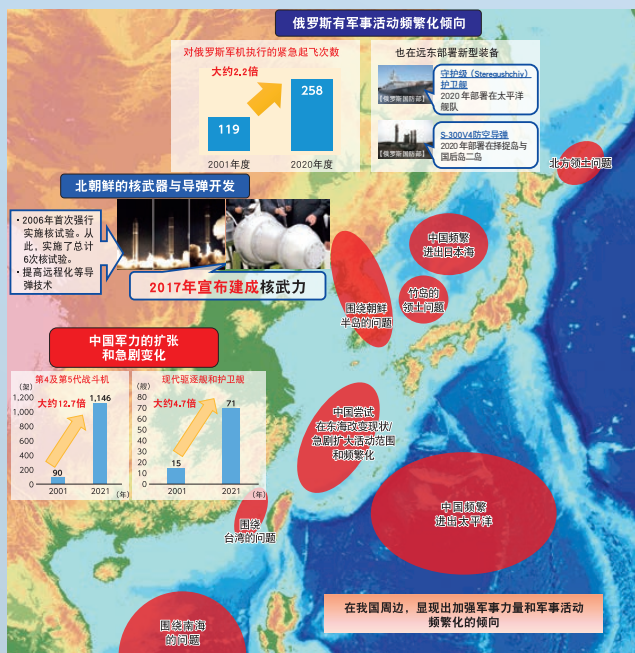 俄罗斯有军事活动频繁化倾向
对俄罗斯军机执行的紧急起飞次数
大约2.2倍
119
258
2001年度
2020年度
也在远东部署新型装备
【俄罗斯国防部】
守护级（Steregushchiy）
护卫舰
2020年部署在太平洋
舰队
【俄罗斯国防部】
S-300V4防空导弹
2020年部署在择捉岛与
国后岛二岛
北方领土问题
北朝鲜的核武器与导弹开发
・2006年首次强行
实施核试验。从
此，实施了总计
6次核试验。
・提高远程化等导
弹技术
2017年宣布建成核武力
中国频繁
进出日本海
竹岛的
领土问题
围绕朝鲜
半岛的问题
中国军力的扩张
和急剧变化
第4及第5代战斗机
（架）
1,200
1,000
800
600
400
200
0
大约12.7倍
90
1,146
2001
2021
（年）
现代驱逐舰和护卫舰
（艘）
80
70
60
50
40
30
20
10
0
大约4.7倍
15
71
2001
2021
（年）
中国尝试
在东海改变现状/
急剧扩大活动范围
和频繁化
中国频繁
进出太平洋
围绕
台湾的问题
围绕南海
的问题
在我国周边，显现出加强军事力量和军事活动
频繁化的倾向